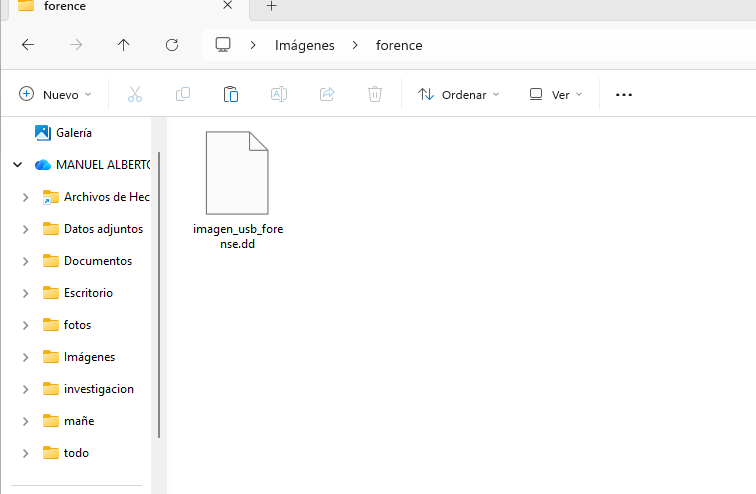 forence
Imágenes
forence
Nuevo
Ordenar
Ver
Galería
MANUEL ALBERTO
Archivos de Hec
Datos adjuntos
Documentos
Escritorio
fotos
Imágenes
investigacion
mañe
todo
imagen_usb_fore
nse.dd